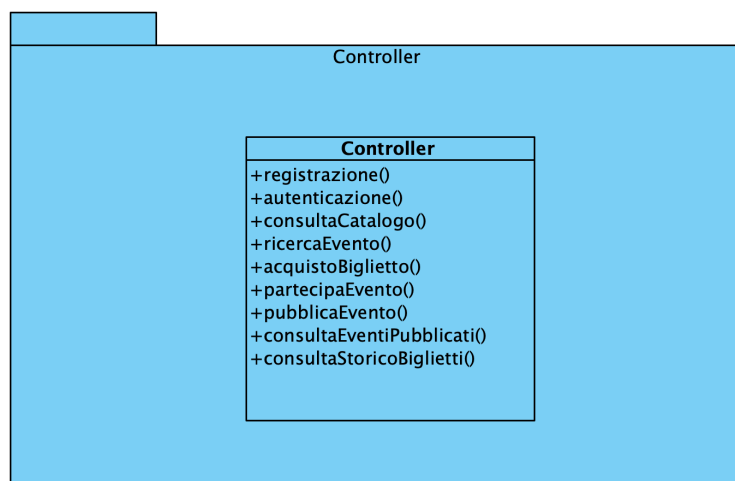 Controller
Controller
+registrazione()
+autenticazione()
+consultaCatalogo()
+ricercaEvento()
+acquistoBiglietto()
+partecipaEvento()
+pubblicaEvento()
+consultaEventiPubblicati()
+consultaStoricoBiglietti()